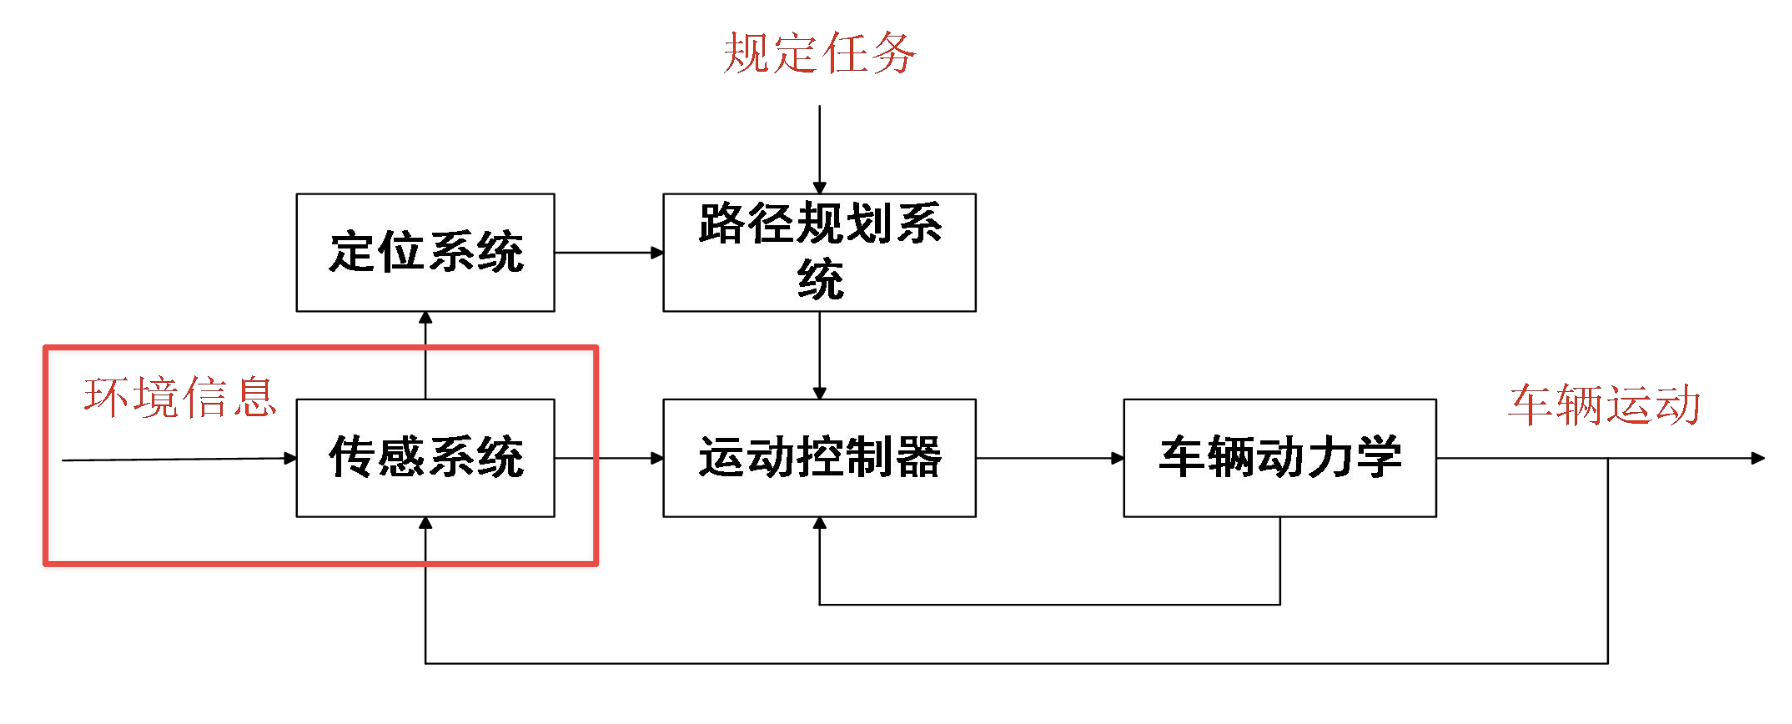 规定任务
定位系统
路径规划系
统
环境信息
传感系统
运动控制器
车辆动力学
车辆运动